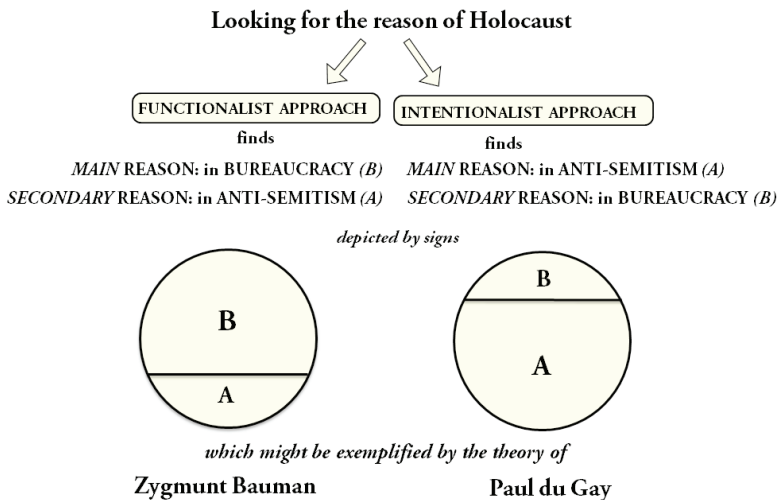 Looking for the reason of Holocaust
FUNCTIONALIST APPROACH
finds
MAIN REASON: in BUREAUCRACY (B)
SECONDARY REASON: in ANTI-SEMITISM (A)
INTENTIONALIST APPROACH
finds
MAIN REASON: in ANTI-SEMITISM (A)
SECONDARY REASON: in BUREAUCRACY (B)
depicted by signs
B
A
B
A
which might be exemplified by the theory of
Zygmunt Bauman
Paul du Gay